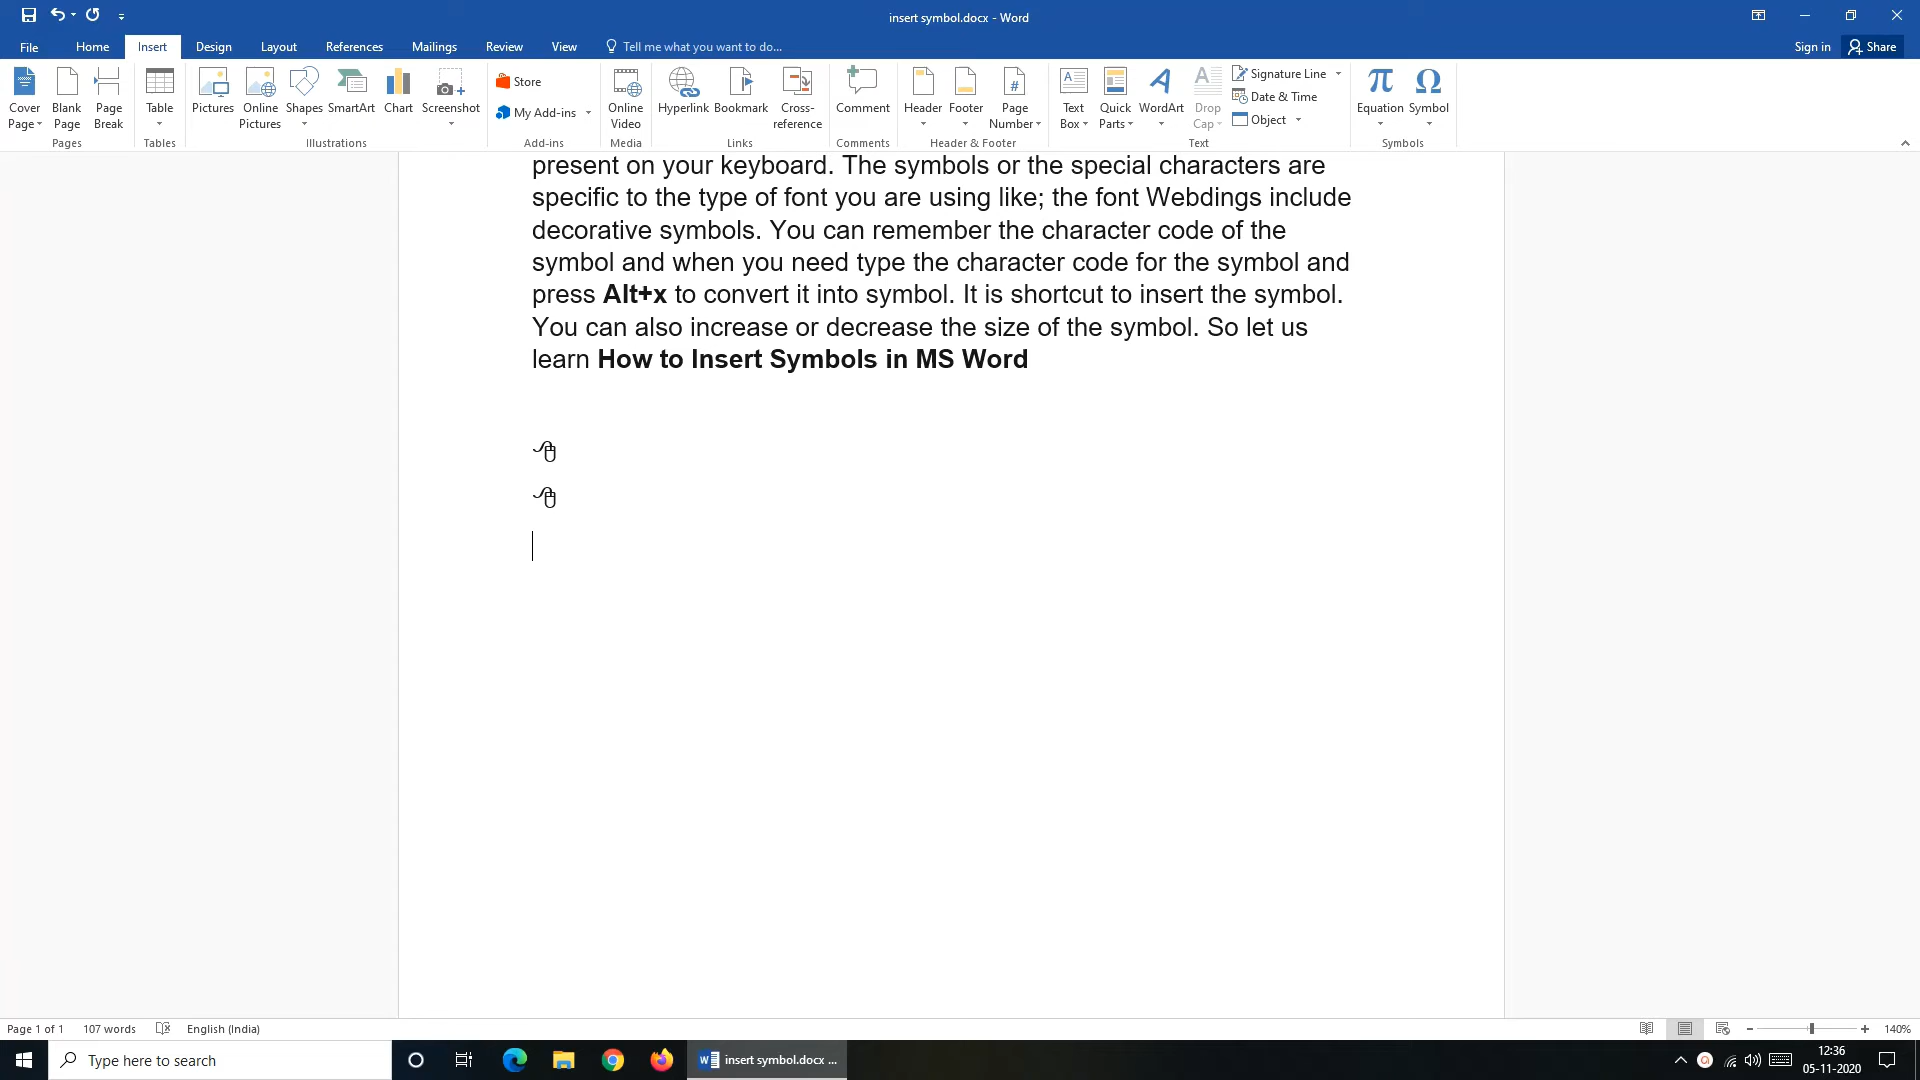 insert symbol.docx - Word
File Home Insert Design Layout References Mailings Review View Tell me what you want to do... Sign in Share
Cover Page
Blank Page
Page Break
Table
Pictures
Online Pictures
Shapes
SmartArt
Chart
Screenshot
Store
My Add-ins
Online Video
Hyperlink
Bookmark
Cross-reference
Comment
Header
Footer
Page Number
Text Box
Quick Parts
WordArt
Drop Cap
Signature Line
Date & Time
Object
Equation
Symbol
Pages Tables Illustrations Add-ins Media Links Comments Header & Footer Text Symbols
present on your keyboard. The symbols or the special characters are
specific to the type of font you are using like; the font Webdings include
decorative symbols. You can remember the character code of the
symbol and when you need type the character code for the symbol and
press Alt+x to convert it into symbol. It is shortcut to insert the symbol.
You can also increase or decrease the size of the symbol. So let us
learn How to Insert Symbols in MS Word
Page 1 of 1 107 words English (India) 140%
Type here to search
insert symbol.docx ...
12:36
05-11-2020